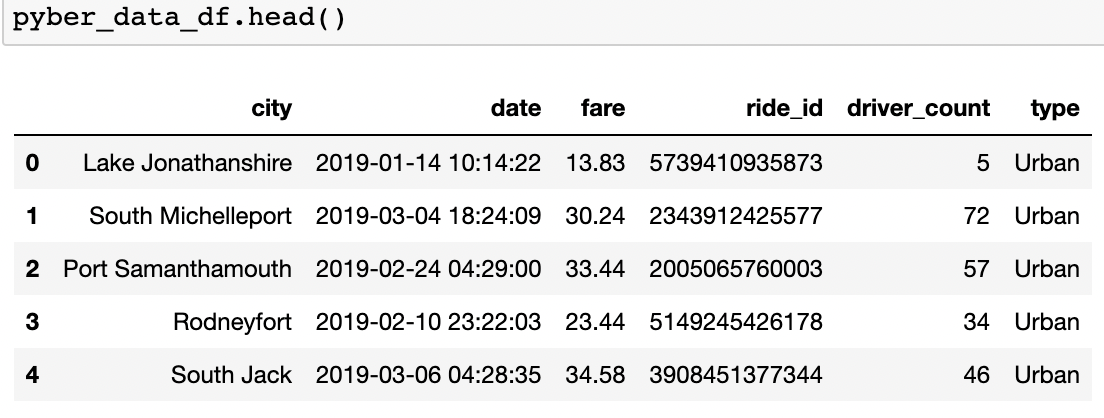 pyber_data_df.head()
city date fare ride_id driver_count type
0 Lake Jonathanshire 2019-01-14 10:14:22 13.83 5739410935873 5 Urban
1 South Michelleport 2019-03-04 18:24:09 30.24 2343912425577 72 Urban
2 Port Samanthamouth 2019-02-24 04:29:00 33.44 2005065760003 57 Urban
3 Rodneyfort 2019-02-10 23:22:03 23.44 5149245426178 34 Urban
4 South Jack 2019-03-06 04:28:35 34.58 3908451377344 46 Urban